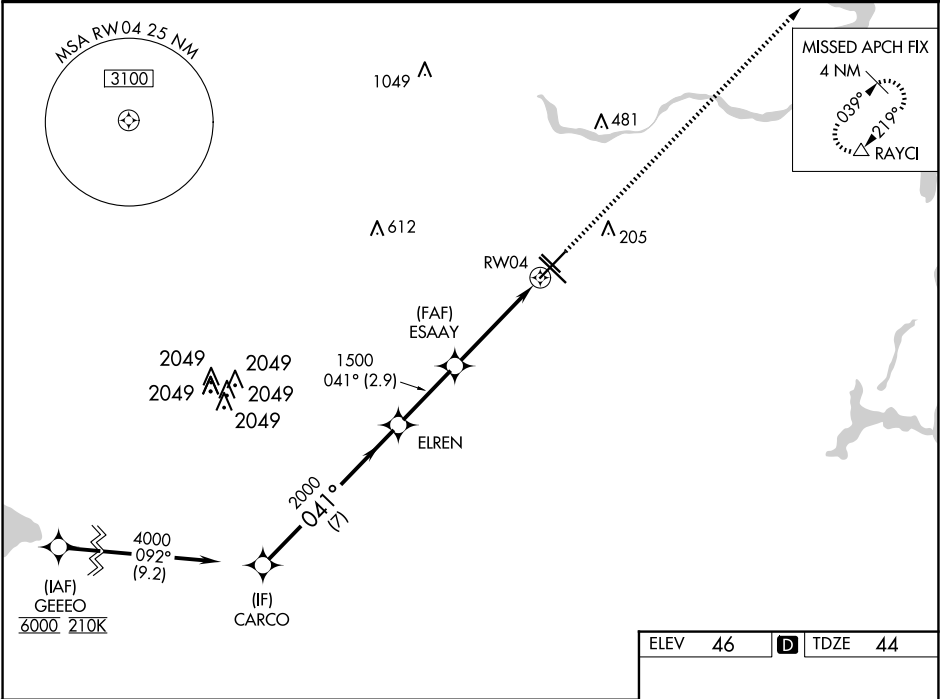 MSA RW04 25 NM
3100
1049
481
MISSED APCH FIX
4 NM
039°
219°
RAYCI
612
205
RW04
(FAF)
ESAAY
2049
2049
2049
2049
2049
1500
041° (2.9)
ELREN
2000
041°
(7)
4000
092°
(9.2)
(IAF)
GEEEO
6000 210K
(IF)
CARCO
ELEV 46 D TDZE 44